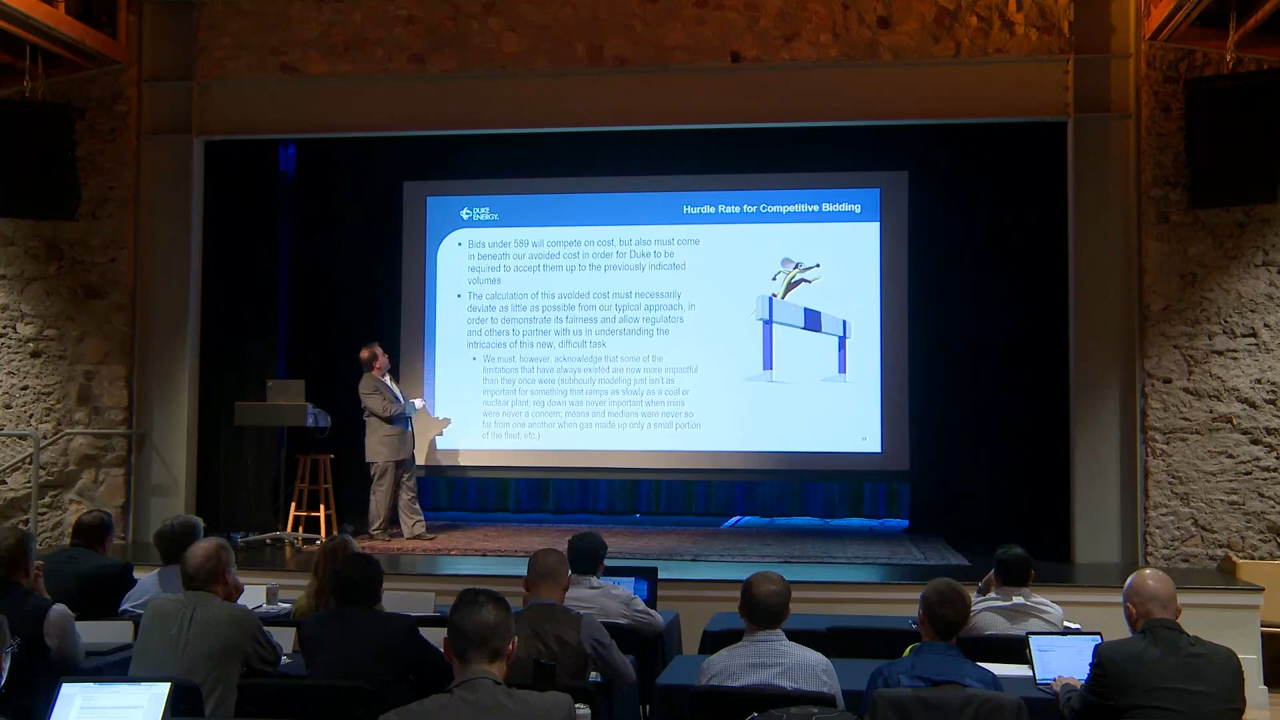 DUKE
ENERGY.
Hurdle Rate for Competitive Bidding
Bids under 589 will compete on cost, but also must come
in beneath our avoided cost in order for Duke to be
required to accept them up to the previously indicated
volumes
The calculation of this avoided cost must necessarily
deviate as little as possible from our typical approach, in
order to demonstrate its fairness and allow regulators
and others to partner with us in understanding the
intricacies of this new, difficult task
We must, however, acknowledge that some of the
limitations that have always existed are now more impactful
than they once were (subhourly modeling just isn't as
important for something that ramps as slowly as a coal or
nuclear plant; reg down was never important when mins
were never a concern; means and medians were never so
far from one another when gas made up only a small portion
of the fleet; etc.)